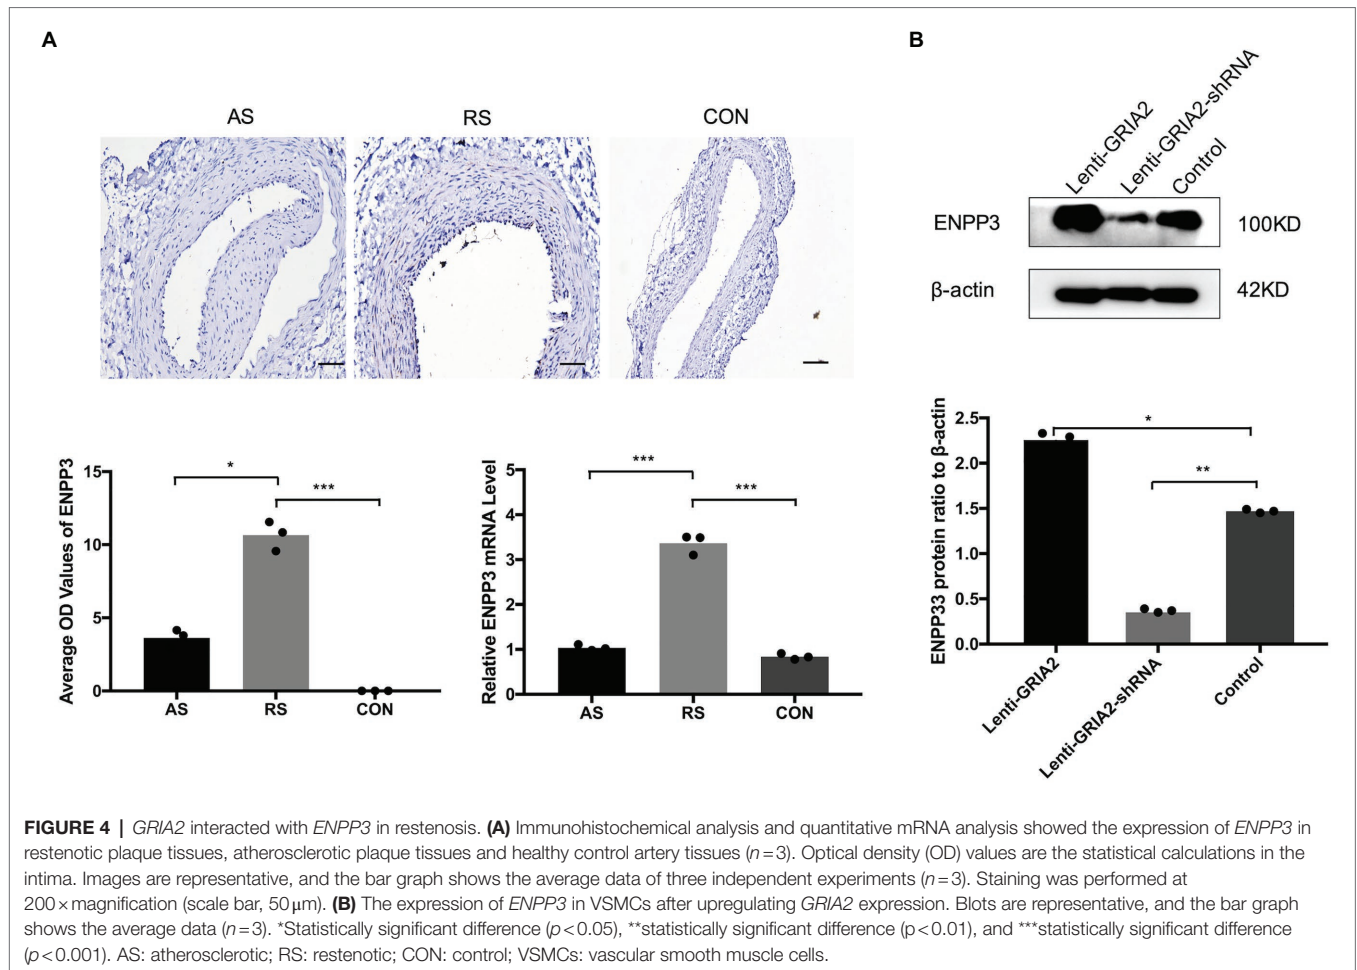 A
B
AS
RS
CON
Lenti-GRIA2
Lenti-GRIA2-shRNA
Control
ENPP3
100KD
β-actin
42KD
Average OD Values of ENPP3
15
10
5
0
*
***
AS
RS
CON
Relative ENPP3 mRNA Level
5
4
3
2
1
0
***
***
AS
RS
CON
ENPP33 protein ratio to β-actin
2.5
2.0
1.5
1.0
0.5
0.0
*
**
Lenti-GRIA2
Lenti-GRIA2-shRNA
Control
FIGURE 4 | GRIA2 interacted with ENPP3 in restenosis. (A) Immunohistochemical analysis and quantitative mRNA analysis showed the expression of ENPP3 in
restenotic plaque tissues, atherosclerotic plaque tissues and healthy control artery tissues (n=3). Optical density (OD) values are the statistical calculations in the
intima. Images are representative, and the bar graph shows the average data of three independent experiments (n=3). Staining was performed at
200×magnification (scale bar, 50μm). (B) The expression of ENPP3 in VSMCs after upregulating GRIA2 expression. Blots are representative, and the bar graph
shows the average data (n=3). *Statistically significant difference (p<0.05), **statistically significant difference (p<0.01), and ***statistically significant difference
(p<0.001). AS: atherosclerotic; RS: restenotic; CON: control; VSMCs: vascular smooth muscle cells.